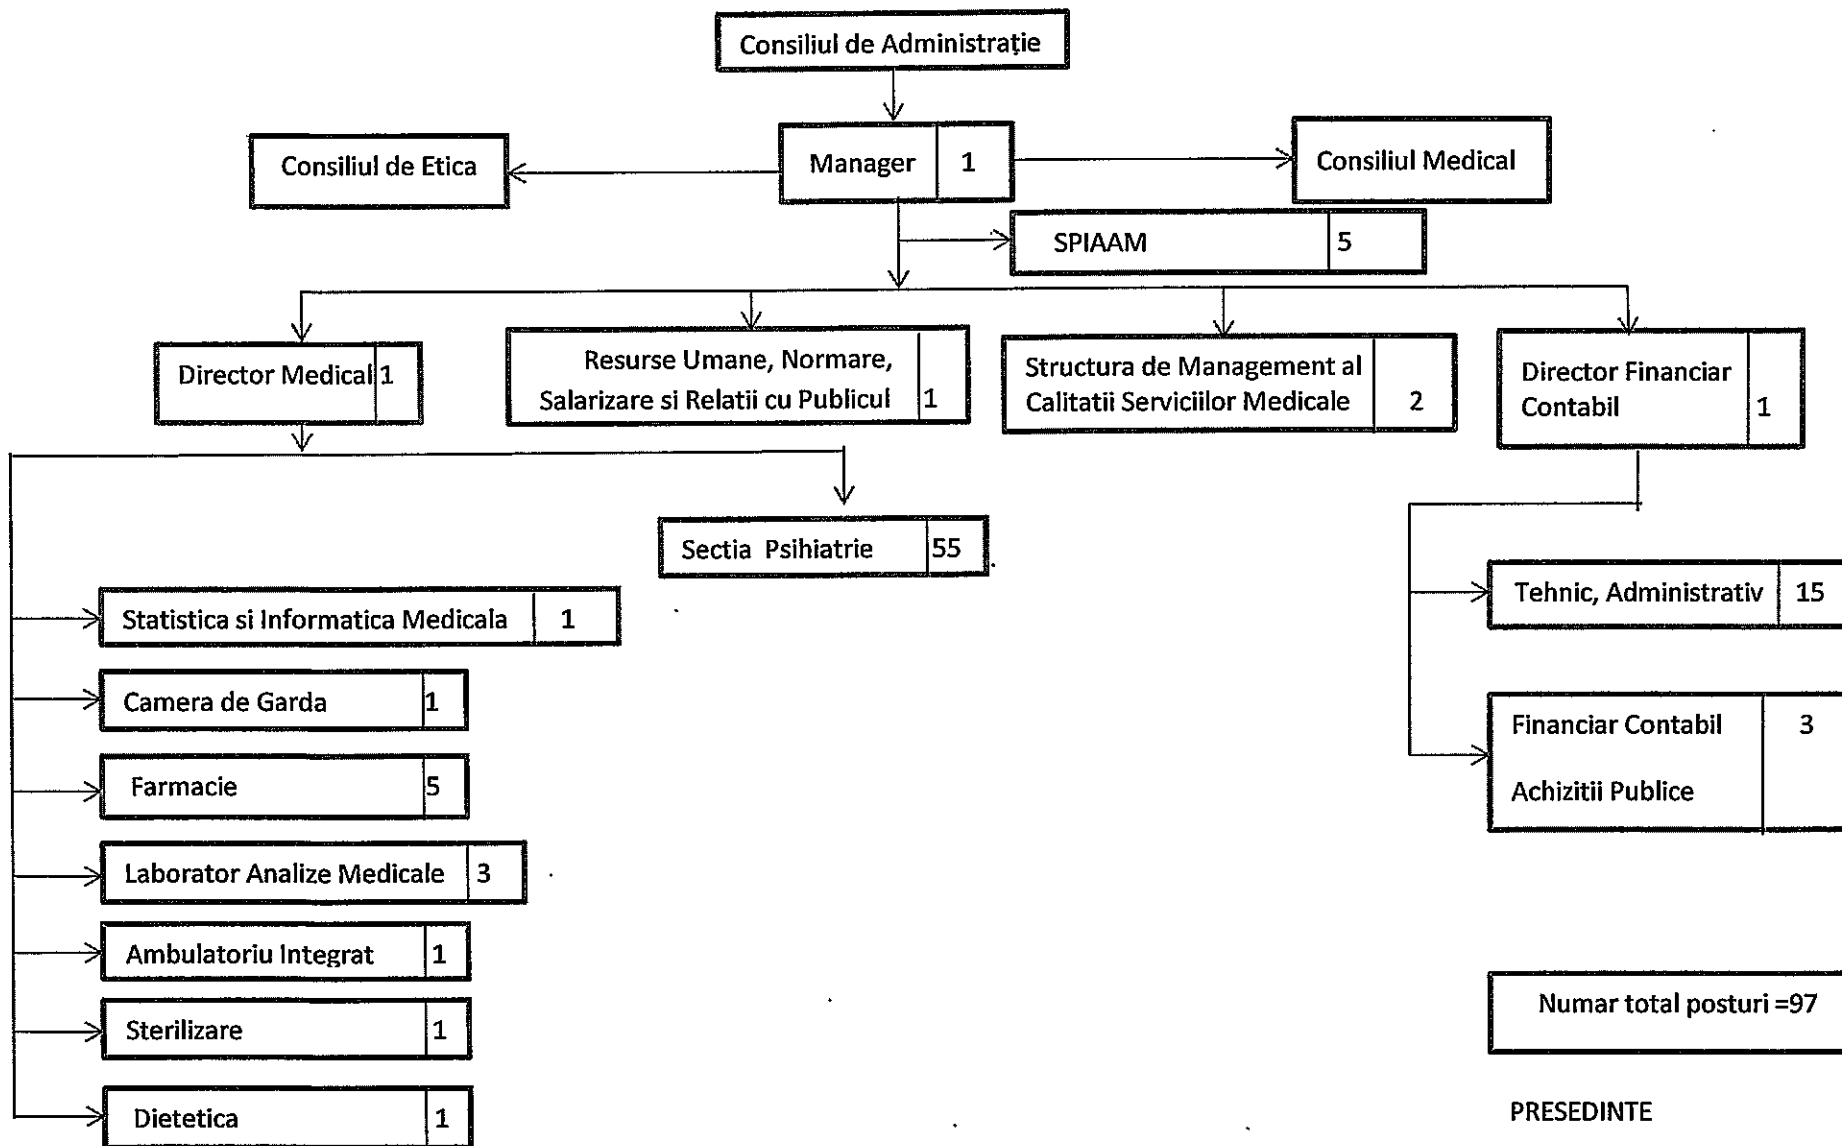 Consiliul de Administraţie
Consiliul de Etica
Manager 1
Consiliul Medical
SPIAAM 5
Director Medical 1
Resurse Umane, Normare,
Salarizare si Relatii cu Publicul 1
Structura de Management al
Calitatii Serviciilor Medicale 2
Director Financiar
Contabil 1
Sectia Psihiatrie 55
Statistica si Informatica Medicala 1
Camera de Garda 1
Farmacie 5
Laborator Analize Medicale 3
Ambulatoriu Integrat 1
Sterilizare 1
Dietetica 1
Tehnic, Administrativ 15
Financiar Contabil 3
Achizitii Publice
Numar total posturi =97
PRESEDINTE